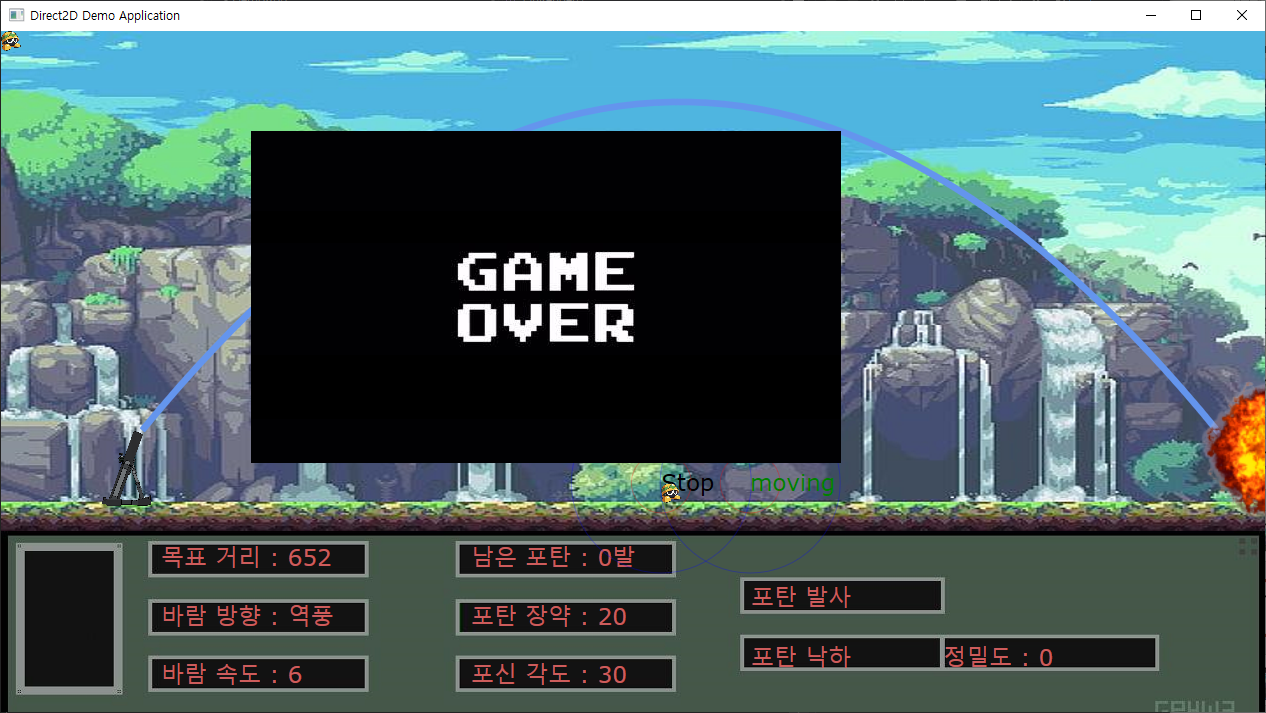 Direct2D Demo Application
GAME
OVER
Stop moving
목표 거리 : 652
남은 포탄 : 0발
포탄 발사
바람 방향 : 역풍
포탄 장약 : 20
포탄 낙하
정밀도 : 0
바람 속도 : 6
포신 각도 : 30